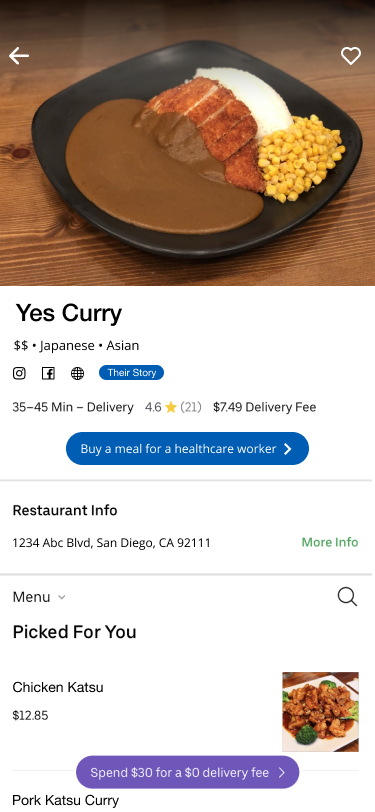 Yes Curry
$$ • Japanese • Asian
Their Story
35–45 Min – Delivery 4.6 ⭐ (21) $7.49 Delivery Fee
Buy a meal for a healthcare worker
Restaurant Info
1234 Abc Blvd, San Diego, CA 92111 More Info
Menu
Picked For You
Chicken Katsu
$12.85
Spend $30 for a $0 delivery fee
Pork Katsu Curry